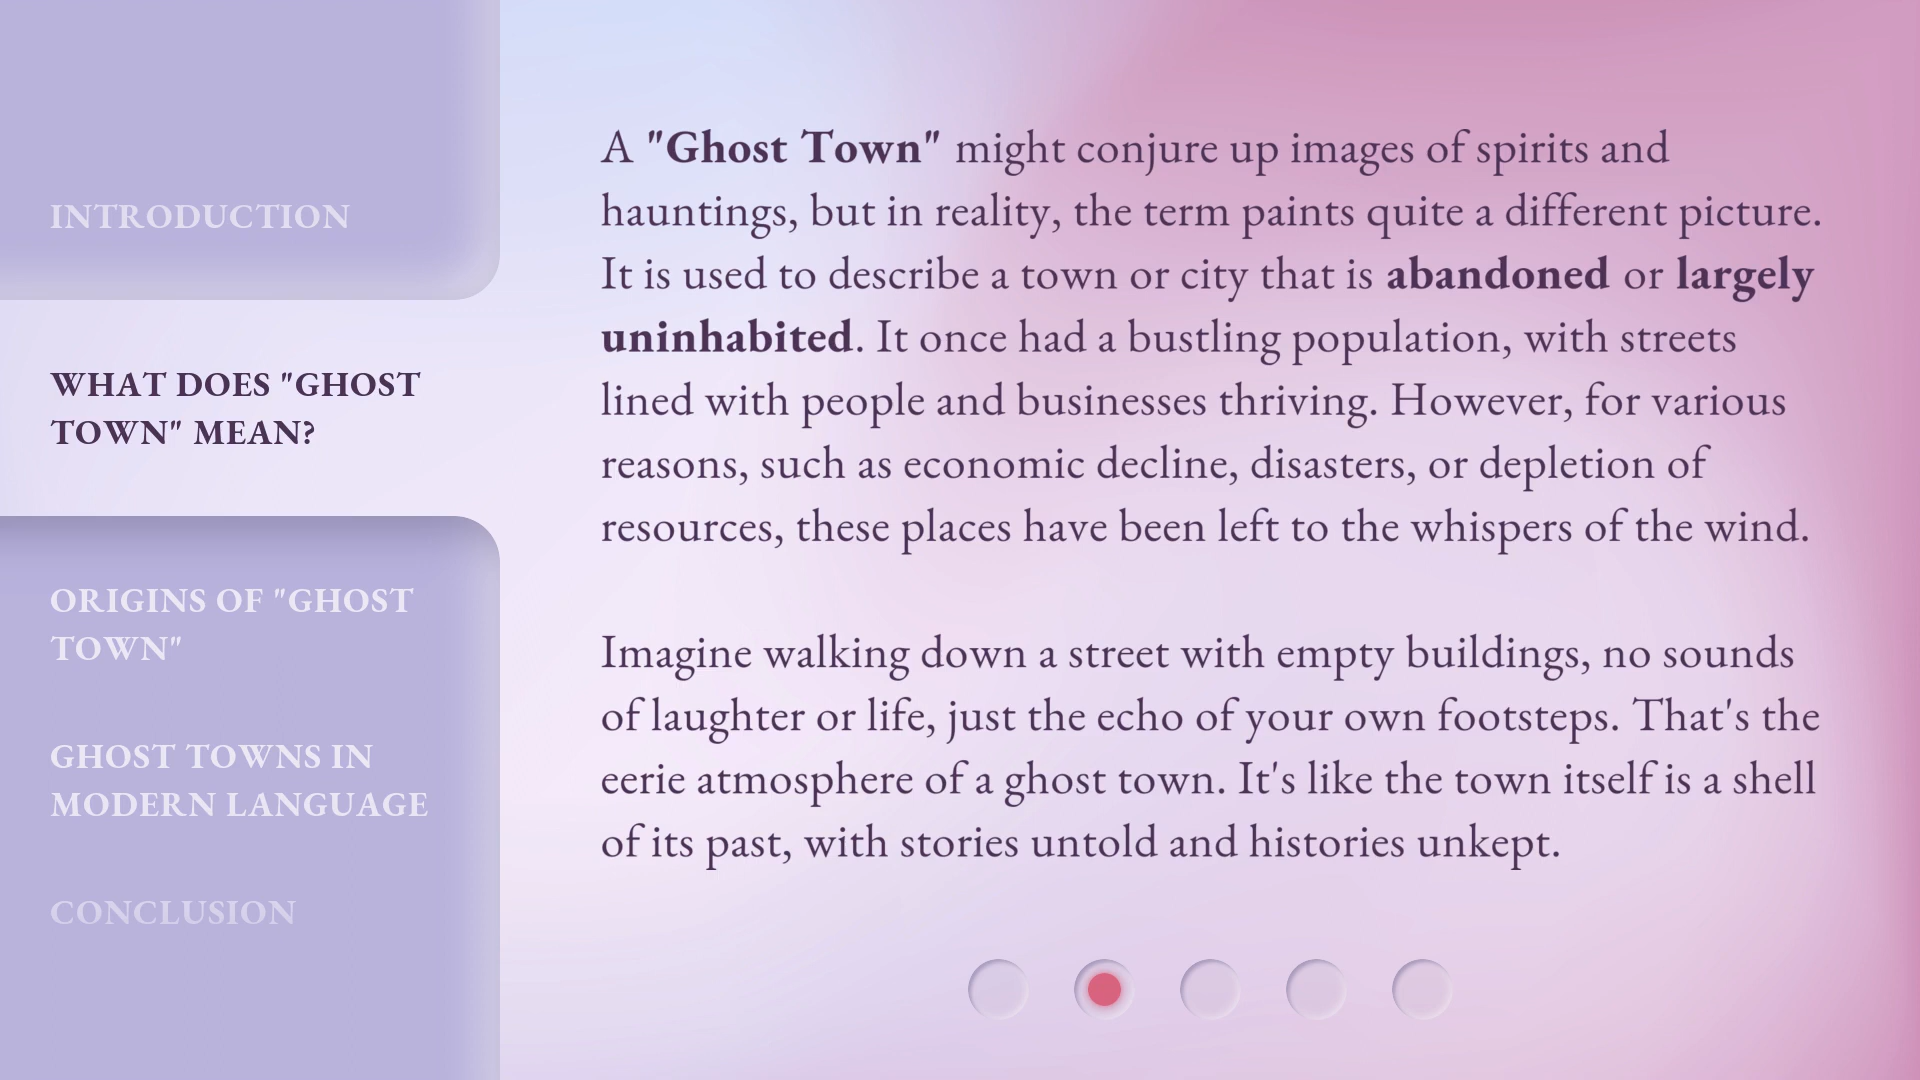 INTRODUCTION
WHAT DOES "GHOST
TOWN" MEAN?
ORIGINS OF "GHOST
TOWN"
GHOST TOWNS IN
MODERN LANGUAGE
CONCLUSION
A "Ghost Town" might conjure up images of spirits and
hauntings, but in reality, the term paints quite a different picture.
It is used to describe a town or city that is abandoned or largely
uninhabited. It once had a bustling population, with streets
lined with people and businesses thriving. However, for various
reasons, such as economic decline, disasters, or depletion of
resources, these places have been left to the whispers of the wind.
Imagine walking down a street with empty buildings, no sounds
of laughter or life, just the echo of your own footsteps. That's the
eerie atmosphere of a ghost town. It's like the town itself is a shell
of its past, with stories untold and histories unkept.